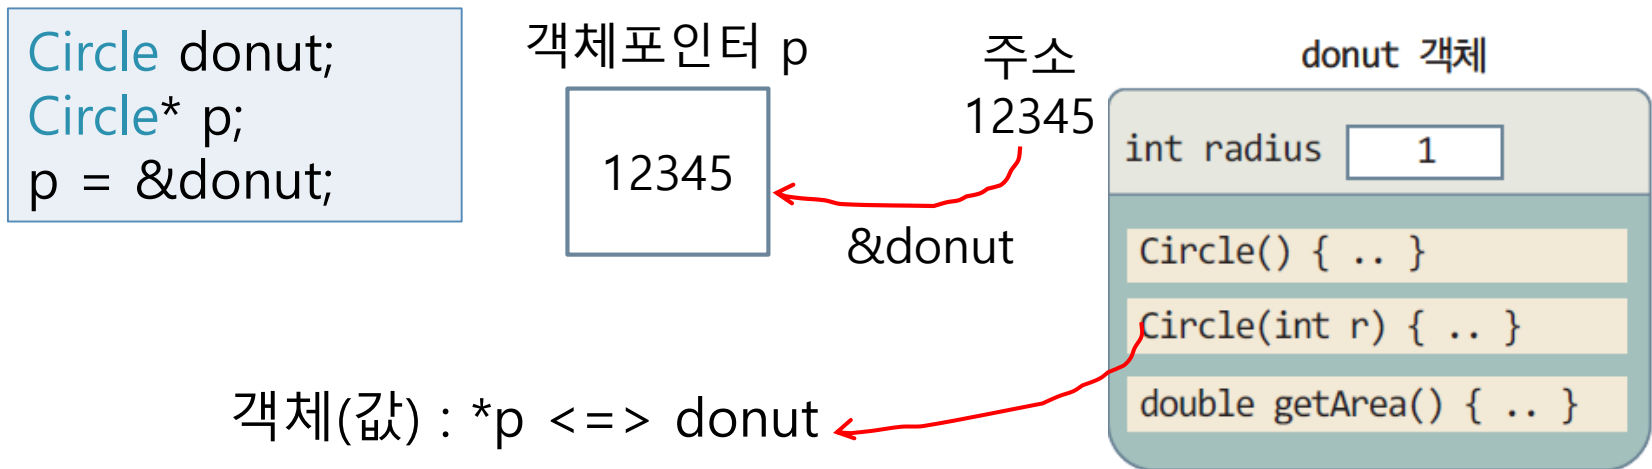 Circle donut;
Circle* p;
p = &donut;
객체포인터 p
12345
주소
12345
&donut
donut 객체
int radius 1
Circle() { .. }
Circle(int r) { .. }
double getArea() { .. }
객체(값) : *p <=> donut